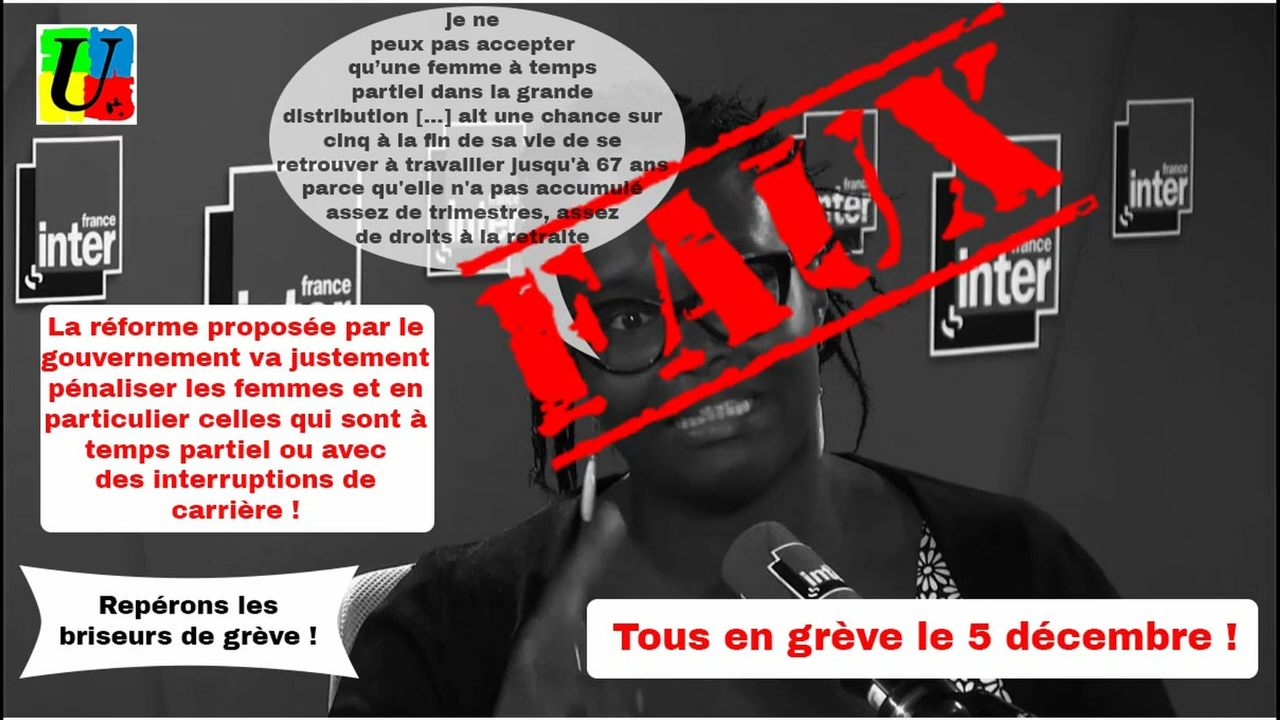 U.
Je ne
peux pas accepter
qu'une femme à temps
partiel dans la grande
distribution [...] ait une chance sur
cinq à la fin de sa vie de se
retrouver à travailler jusqu'à 67 ans
parce qu'elle n'a pas accumulé
assez de trimestres, assez
de droits à la retraite
FAUX
france
inter
france
inter
france
inter
france
inter
france
inter
La réforme proposée par le
gouvernement va justement
pénaliser les femmes et en
particulier celles qui sont à
temps partiel ou avec
des interruptions de
carrière !
Repérons les
briseurs de grève !
Tous en grève le 5 décembre !